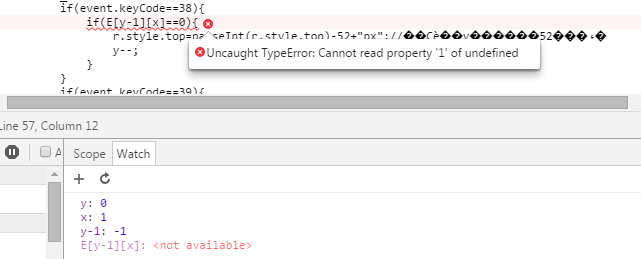 if(event.keyCode==38){
if(E[y-1][x]==0){
r.style.top=pa seInt(r.style.top)-52+"px";//��Cè��y������52���
Uncaught TypeError: Cannot read property '1' of undefined
y--;
}
}
if(event.keyCode==39){
Line 57, Column 12
A
Scope Watch
y: 0
x: 1
y-1: -1
E[y-1][x]: <not available>